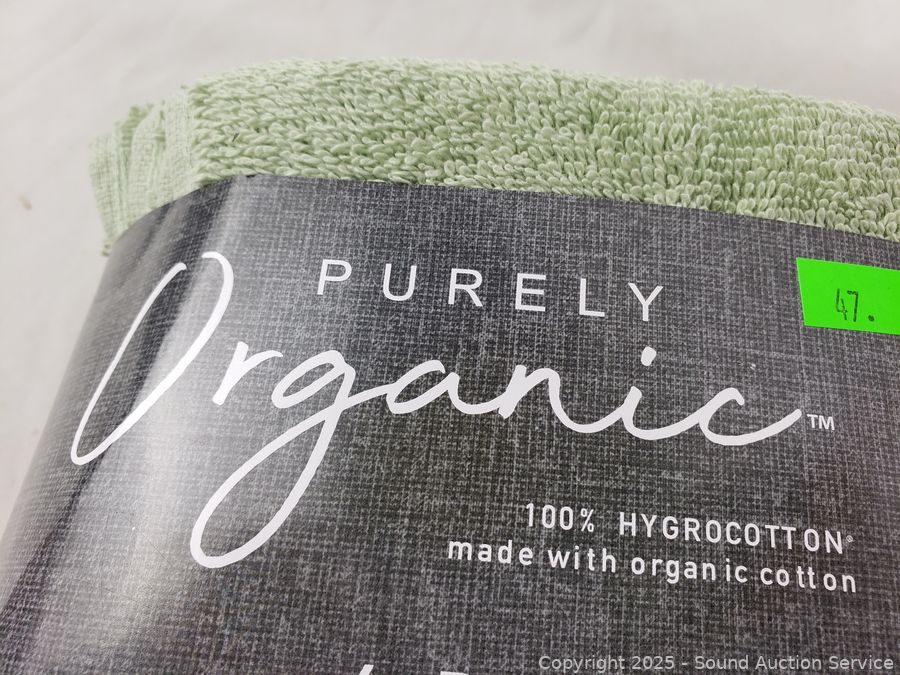 PURELY
Organic™
47.
100% HYGROCOTTON®
made with organic cotton
Copyright 2025 - Sound Auction Service